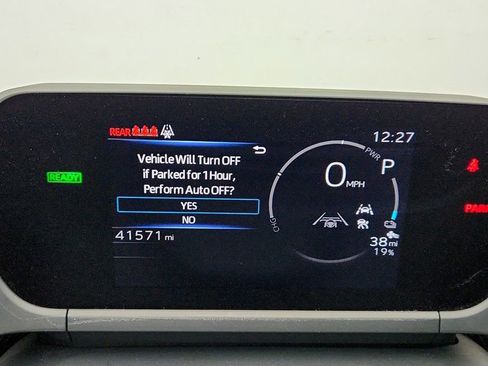 REAR
12:27
Vehicle Will Turn OFF
if Parked for 1 Hour,
Perform Auto OFF?
YES
NO
41571 mi
READY
PWR
P
0 MPH
CHG
38 mi
19%